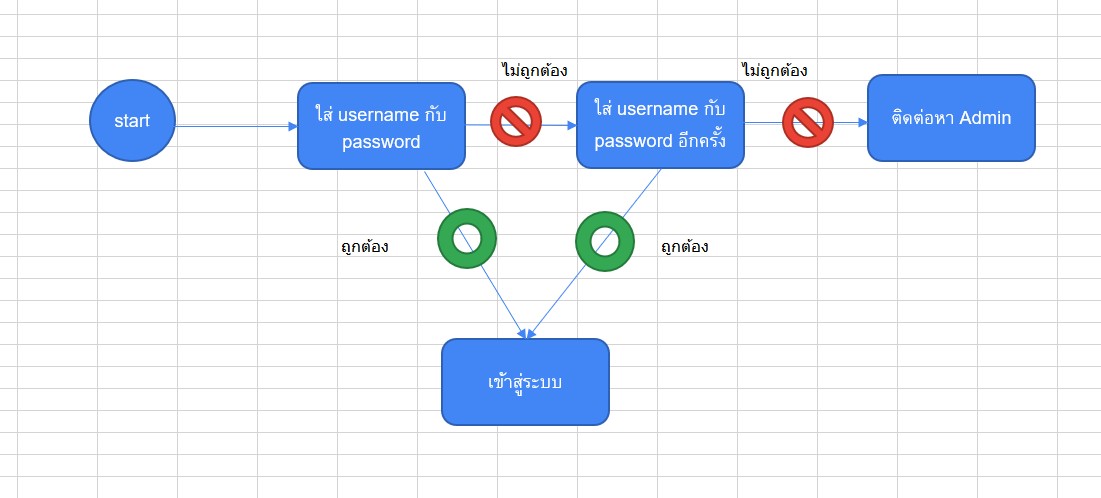 start
ใส่ username กับ
password
ไม่ถูกต้อง
ใส่ username กับ
password อีกครั้ง
ไม่ถูกต้อง
ติดต่อหา Admin
ถูกต้อง
ถูกต้อง
เข้าสู่ระบบ